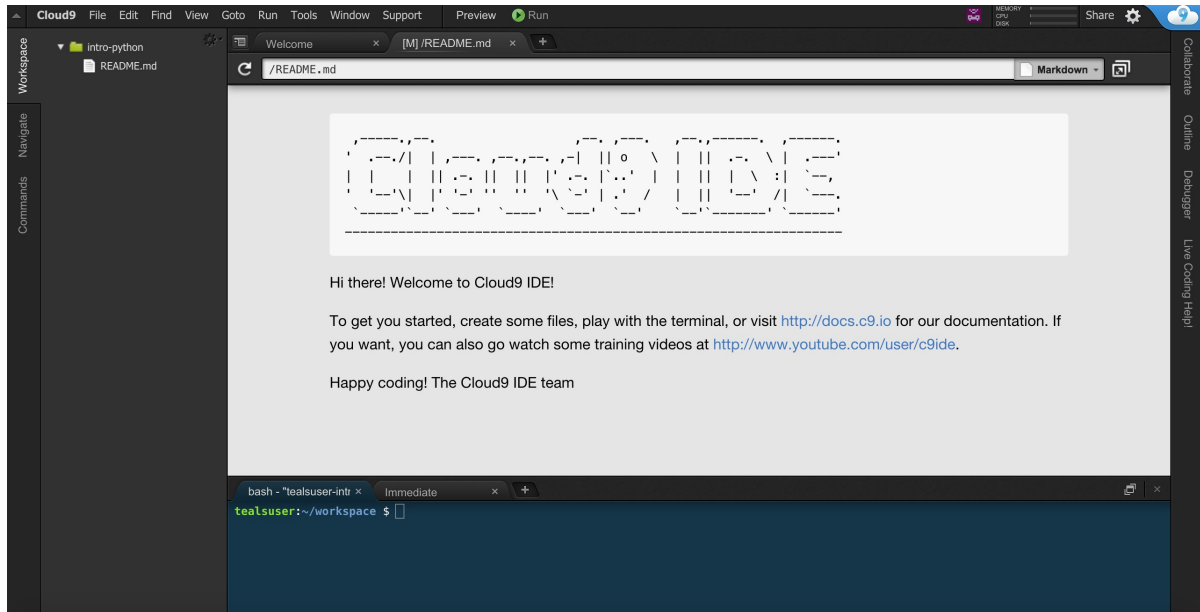 Cloud9 File Edit Find View Goto Run Tools Window Support Preview Run MEMORY CPU DISK Share
Workspace
Navigate
Commands
intro-python
README.md
Welcome × [M] /README.md × +
/README.md Markdown
Cloud9 IDE
Hi there! Welcome to Cloud9 IDE!
To get you started, create some files, play with the terminal, or visit http://docs.c9.io for our documentation. If
you want, you can also go watch some training videos at http://www.youtube.com/user/c9ide.
Happy coding! The Cloud9 IDE team
bash - "tealsuser-intr × Immediate × +
tealsuser:~/workspace $
Collaborate
Outline
Debugger
Live Coding Help!